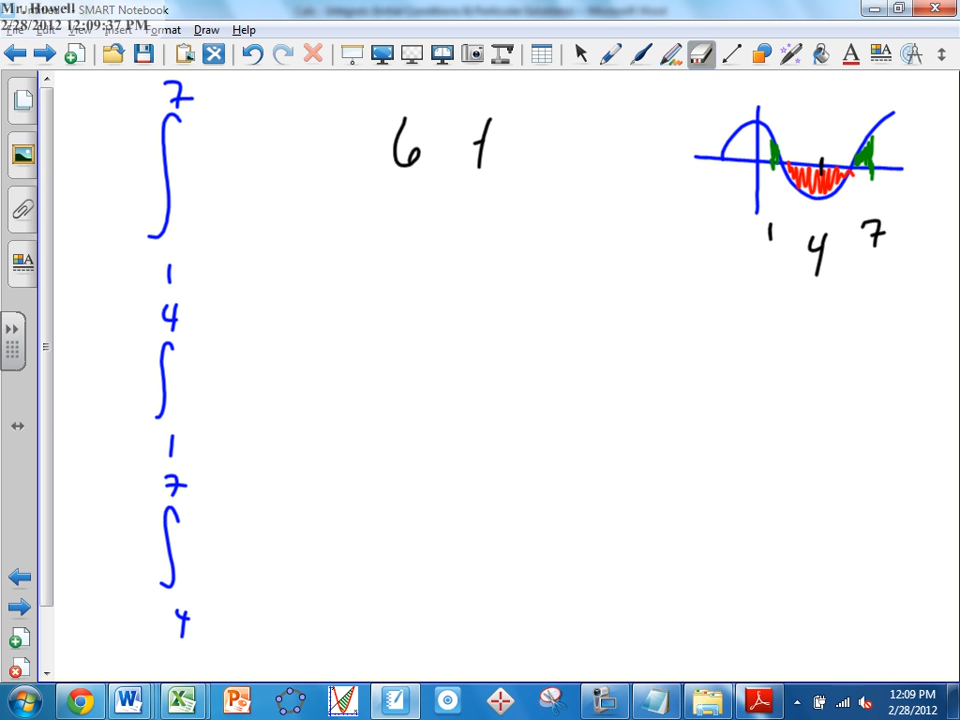 Mr. Howell
SMART Notebook
2/28/2012 12:09:37 PM
File Edit View Insert Format Draw Help
7
∫
1
6 f
1 4 7
4
∫
1
7
∫
4
12:09 PM
2/28/2012